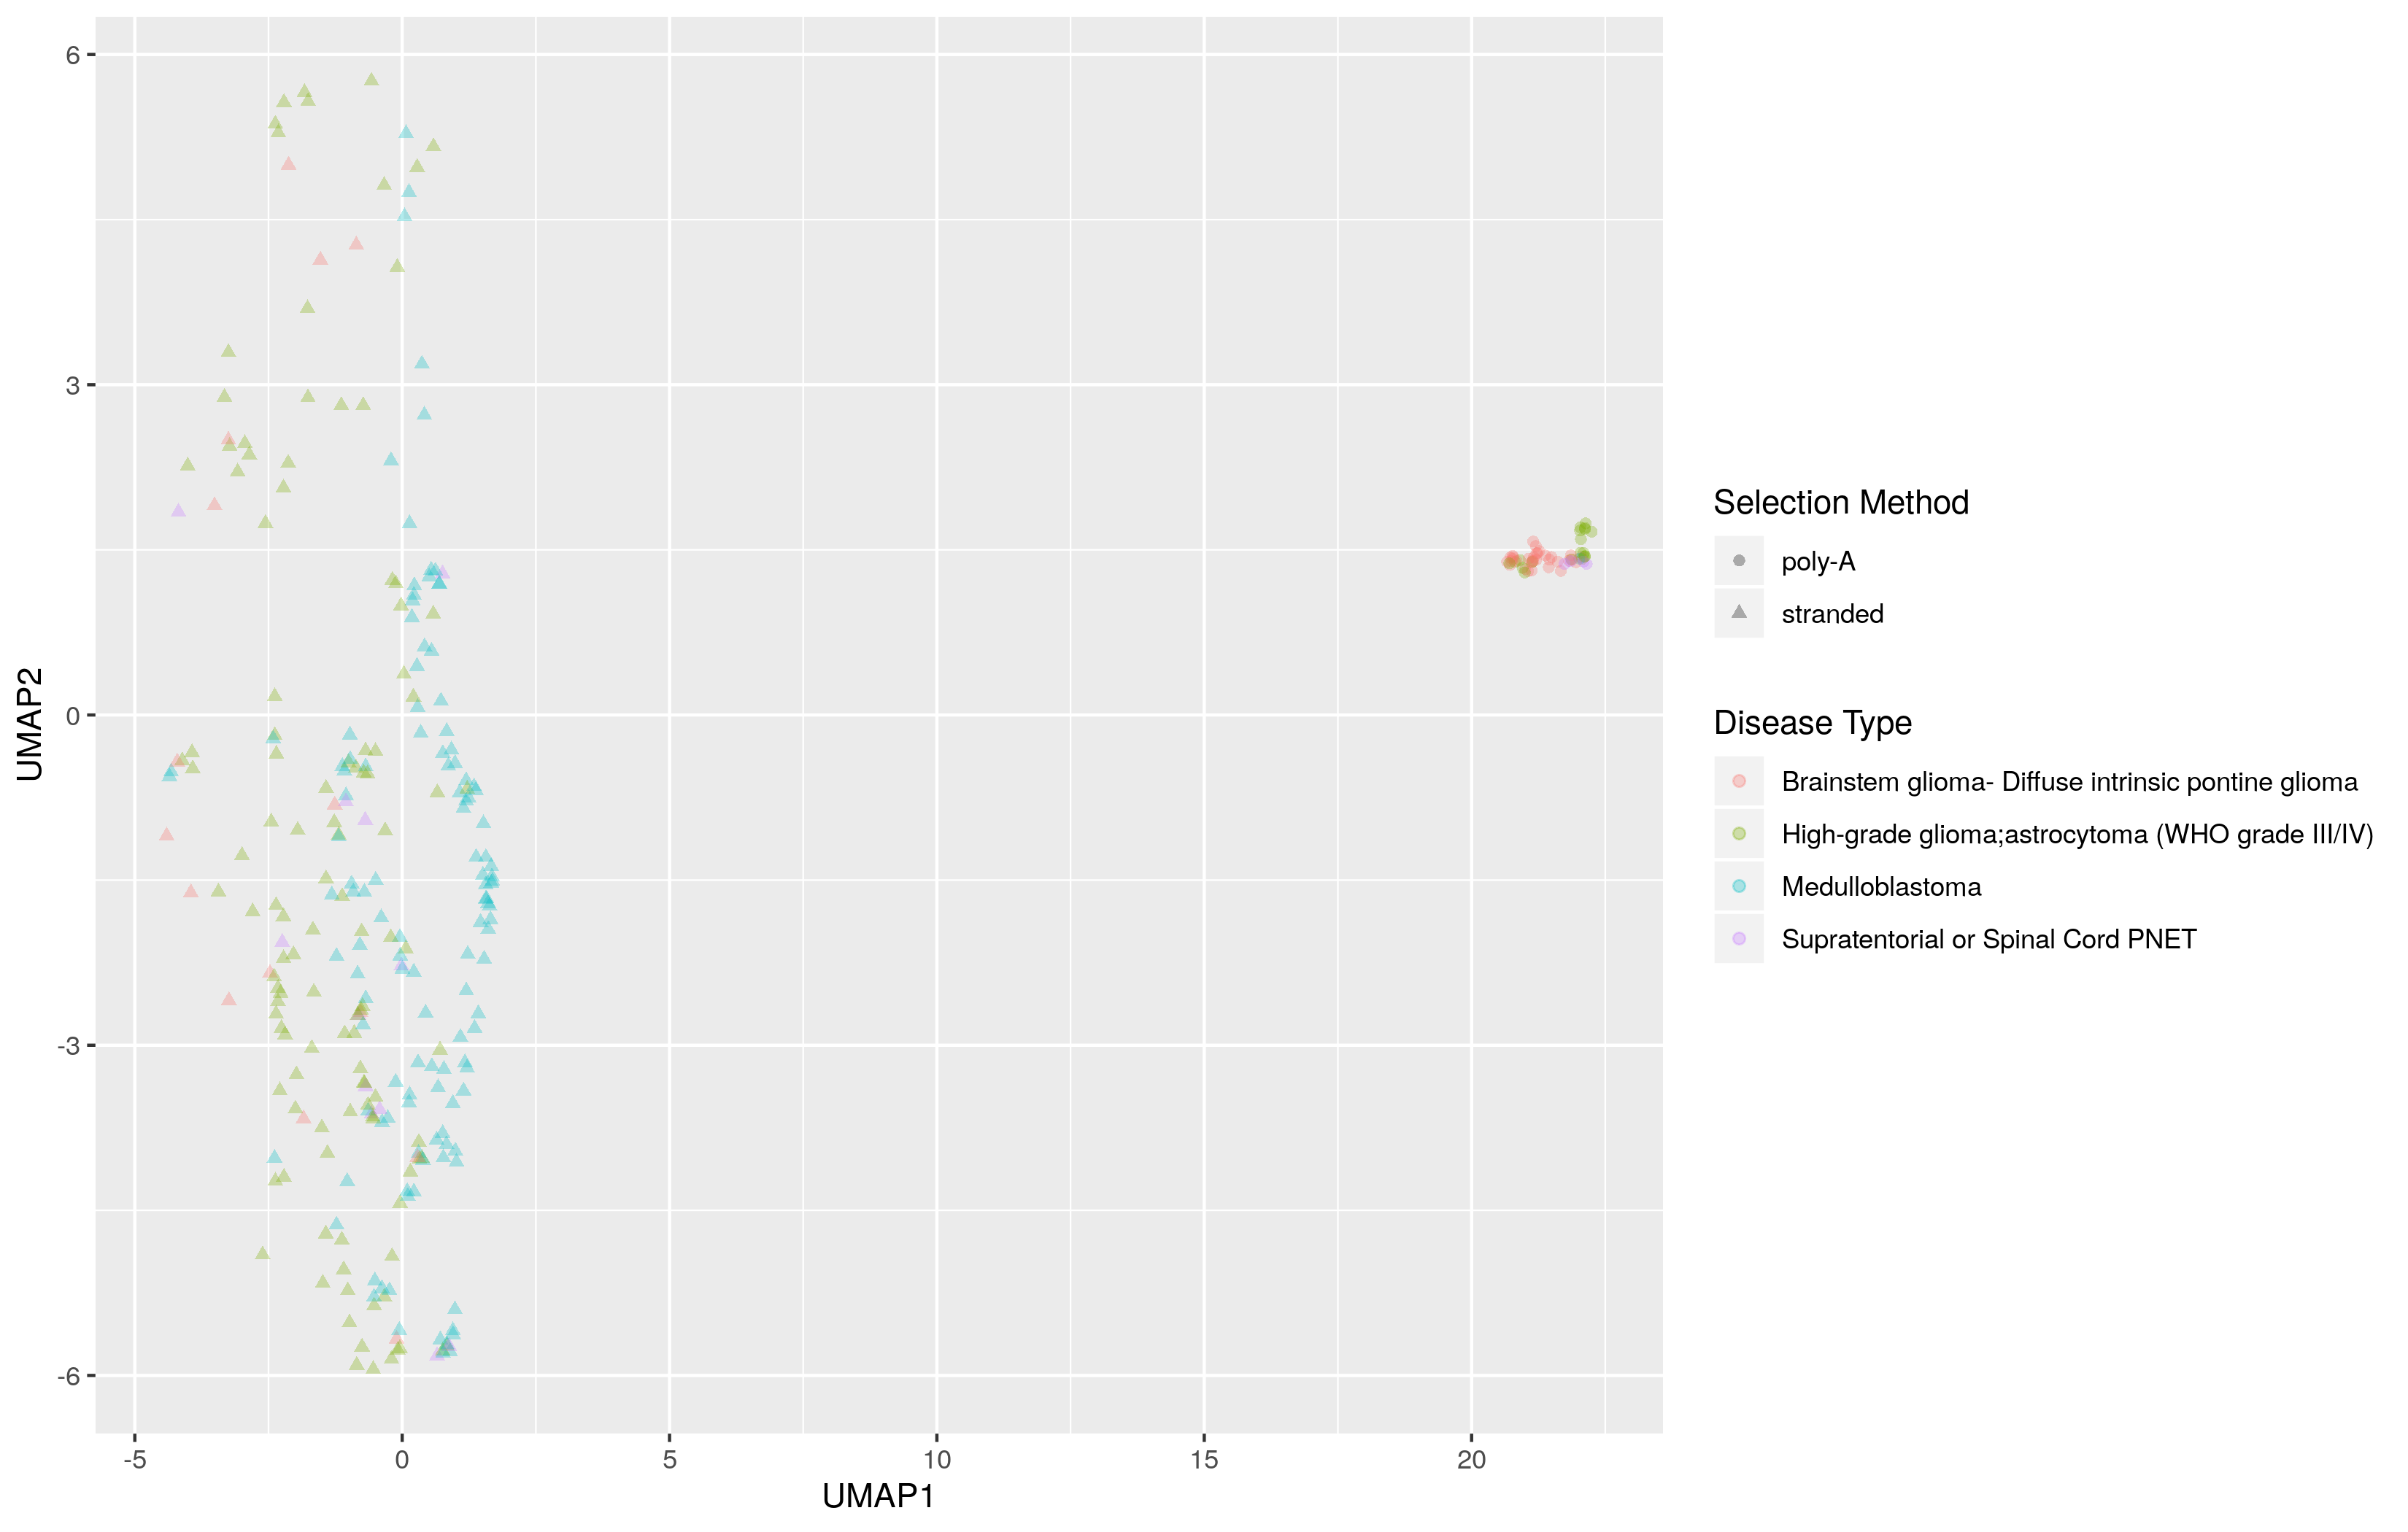 6
3
0
-3
-6
UMAP2
-5
0
5
10
15
20
UMAP1
Selection Method
poly-A
stranded
Disease Type
Brainstem glioma- Diffuse intrinsic pontine glioma
High-grade glioma;astrocytoma (WHO grade III/IV)
Medulloblastoma
Supratentorial or Spinal Cord PNET